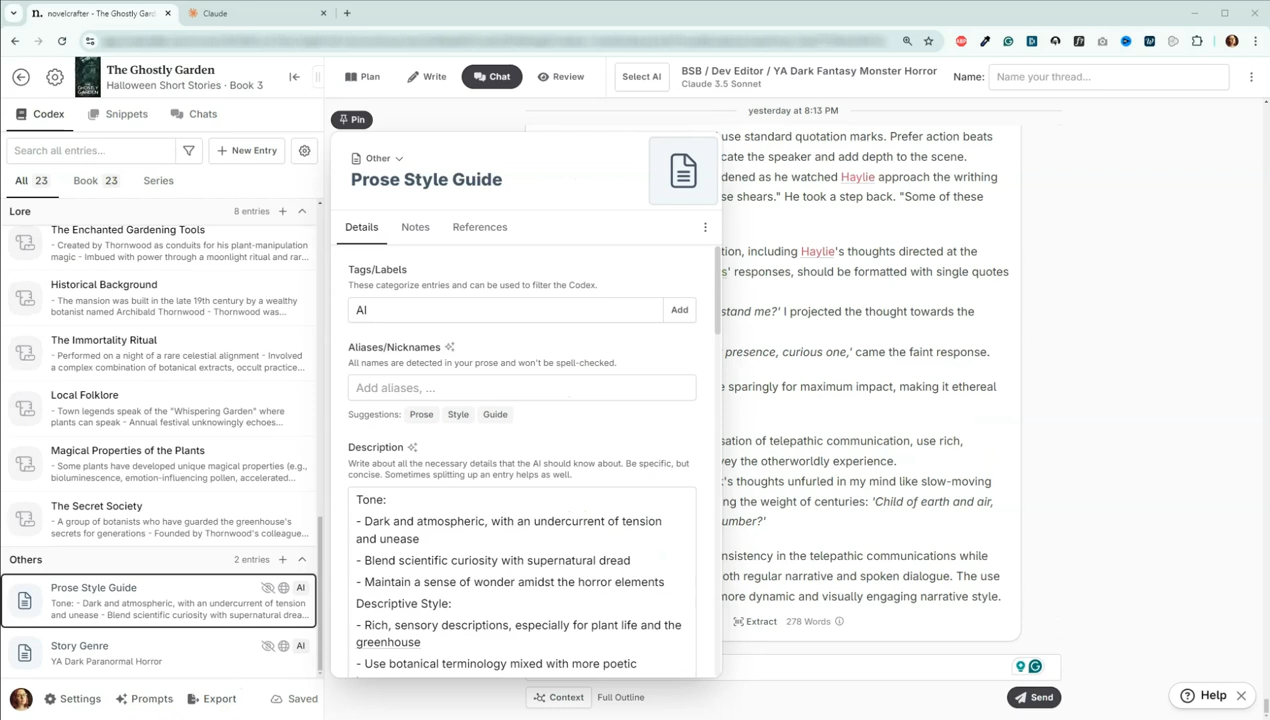 novelcrafter - The Ghostly Gard
Claude
The Ghostly Garden
Halloween Short Stories · Book 3
Plan
Write
Chat
Review
Select AI
BSB / Dev Editor / YA Dark Fantasy Monster Horror
Claude 3.5 Sonnet
Name:
Name your thread...
Codex
Snippets
Chats
Search all entries...
+ New Entry
All 23
Book 23
Series
Lore
8 entries
The Enchanted Gardening Tools
- Created by Thornwood as conduits for his plant-manipulation
magic - Imbued with power through a moonlight ritual and rar...
Historical Background
- The mansion was built in the late 19th century by a wealthy
botanist named Archibald Thornwood - Thornwood was...
The Immortality Ritual
- Performed on a night of a rare celestial alignment - Involved
a complex combination of botanical extracts, occult practice...
Local Folklore
- Town legends speak of the "Whispering Garden" where
plants can speak - Annual festival unknowingly echoes...
Magical Properties of the Plants
- Some plants have developed unique magical properties (e.g.,
bioluminescence, emotion-influencing pollen, accelerated...
The Secret Society
- A group of botanists who have guarded the greenhouse's
secrets for generations - Founded by Thornwood's colleague...
Others
2 entries
Prose Style Guide
AI
Tone: - Dark and atmospheric, with an undercurrent of tension
and unease - Blend scientific curiosity with supernatural drea...
Story Genre
AI
YA Dark Paranormal Horror
Settings
Prompts
Export
Saved
Pin
Other
Prose Style Guide
Details
Notes
References
Tags/Labels
These categorize entries and can be used to filter the Codex.
AI
Add
Aliases/Nicknames
All names are detected in your prose and won't be spell-checked.
Add aliases, ...
Suggestions: Prose Style Guide
Description
Write about all the necessary details that the AI should know about. Be specific, but
concise. Sometimes splitting up an entry helps as well.
Tone:
- Dark and atmospheric, with an undercurrent of tension
and unease
- Blend scientific curiosity with supernatural dread
- Maintain a sense of wonder amidst the horror elements
Descriptive Style:
- Rich, sensory descriptions, especially for plant life and the
greenhouse
- Use botanical terminology mixed with more poetic
yesterday at 8:13 PM
use standard quotation marks. Prefer action beats
cate the speaker and add depth to the scene.
dened as he watched Haylie approach the writhing
se shears." He took a step back. "Some of these
tion, including Haylie's thoughts directed at the
s' responses, should be formatted with single quotes
stand me?' I projected the thought towards the
presence, curious one,' came the faint response.
e sparingly for maximum impact, making it ethereal
sation of telepathic communication, use rich,
vey the otherworldly experience.
's thoughts unfurled in my mind like slow-moving
ng the weight of centuries: 'Child of earth and air,
umber?'
nsistency in the telepathic communications while
oth regular narrative and spoken dialogue. The use
more dynamic and visually engaging narrative style.
Extract
278 Words
Context
Full Outline
Send
Help